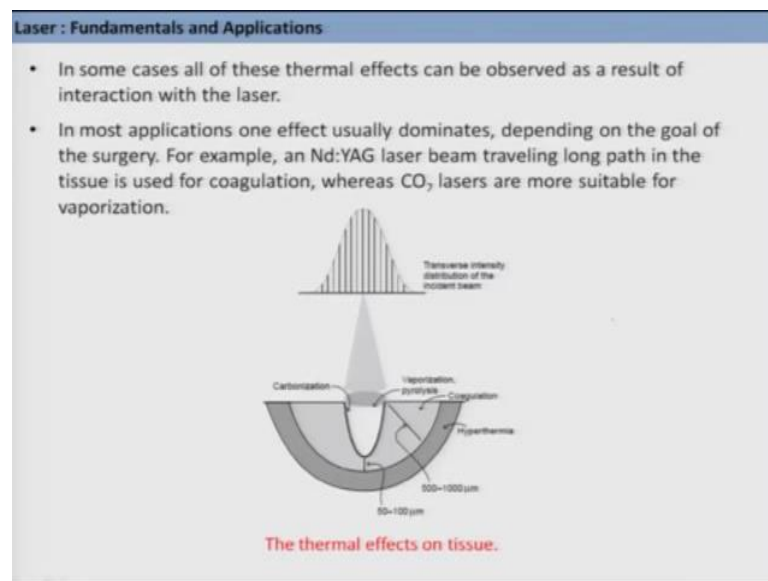 Laser : Fundamentals and Applications
• In some cases all of these thermal effects can be observed as a result of
interaction with the laser.
• In most applications one effect usually dominates, depending on the goal of
the surgery. For example, an Nd:YAG laser beam traveling long path in the
tissue is used for coagulation, whereas CO₂ lasers are more suitable for
vaporization.
Transverse intensity
distribution of the
incident beam
Carbonization
Vaporization,
pyrolysis
Coagulation
Hyperthermia
500–1000 µm
50–100 µm
The thermal effects on tissue.